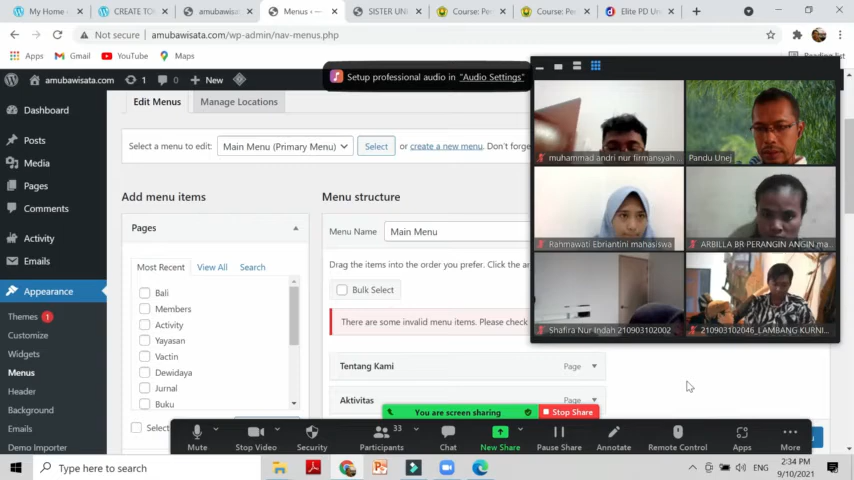 My Home
CREATE TO
amubawisata
Menus ‹
SISTER UNI
Course: Pe
Course: Pe
Elite PD Un
Not secure
amubawisata.com/wp-admin/nav-menus.php
Apps
Gmail
YouTube
Maps
Reading list
amubawisata.com
1
0
New
Setup professional audio in "Audio Settings"
Dashboard
Posts
Media
Pages
Comments
Activity
Emails
Appearance
Themes 1
Customize
Widgets
Menus
Header
Background
Emails
Demo Importer
Edit Menus
Manage Locations
Select a menu to edit:
Main Menu (Primary Menu)
Select
or create a new menu. Don't forge
Add menu items
Menu structure
Pages
Menu Name
Main Menu
Most Recent
View All
Search
Drag the items into the order you prefer. Click the ar
Bali
Members
Activity
Yayasan
Vactin
Dewidaya
Jurnal
Buku
Bulk Select
There are some invalid menu items. Please check
Tentang Kami
Page
Aktivitas
Page
Select
muhammad andri nur firmansyah
Pandu Unej
Rahmawati Ebriantini mahasiswa
ARBILLA BR PERANGIN ANGIN ma...
Shafira Nur Indah 210903102002
210903102046_LAMBANG KURNI...
You are screen sharing
Stop Share
Mute
Stop Video
Security
Participants
33
Chat
New Share
Pause Share
Annotate
Remote Control
Apps
More
Type here to search
ENG
2:34 PM
9/10/2021